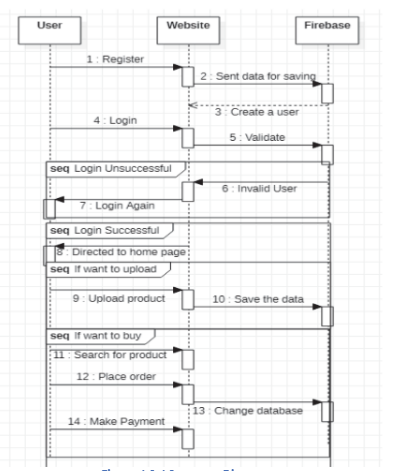 User Website Firebase
1 : Register
2 : Sent data for saving
3 : Create a user
4 : Login
5 : Validate
seq Login Unsuccessful
6 : Invalid User
7 : Login Again
seq Login Successful
8 : Directed to home page
seq If want to upload
9 : Upload product
10 : Save the data
seq If want to buy
11 : Search for product
12 : Place order
13 : Change database
14 : Make Payment